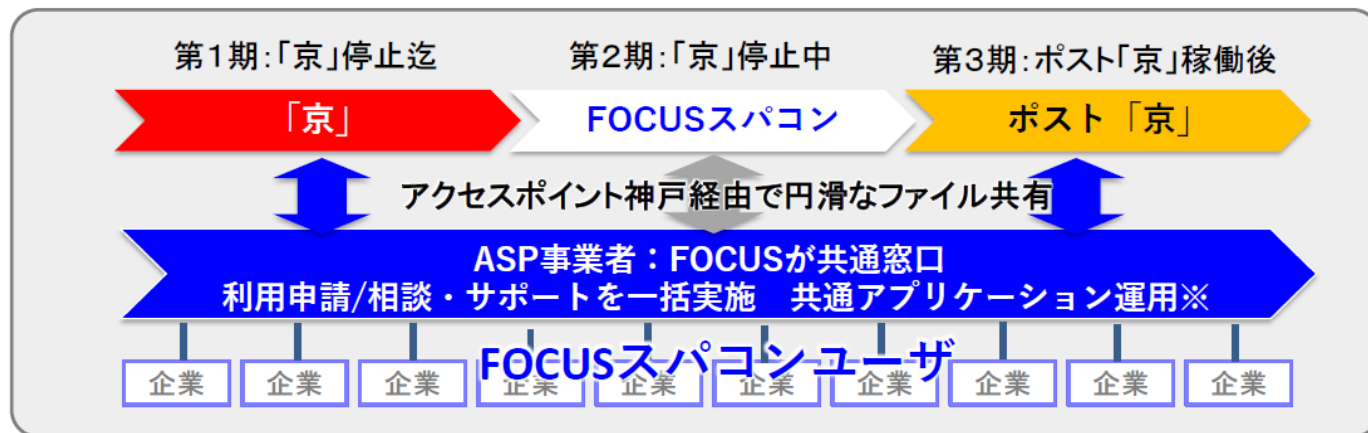 第1期:「京」停止迄 第2期:「京」停止中 第3期:ポスト「京」稼働後
「京」 FOCUSスパコン ポスト「京」
アクセスポイント神戸経由で円滑なファイル共有
ASP事業者：FOCUSが共通窓口
利用申請/相談・サポートを一括実施　共通アプリケーション運用※
FOCUSスパコンユーザ
企業 企業 企業 企業 企業 企業 企業 企業 企業 企業